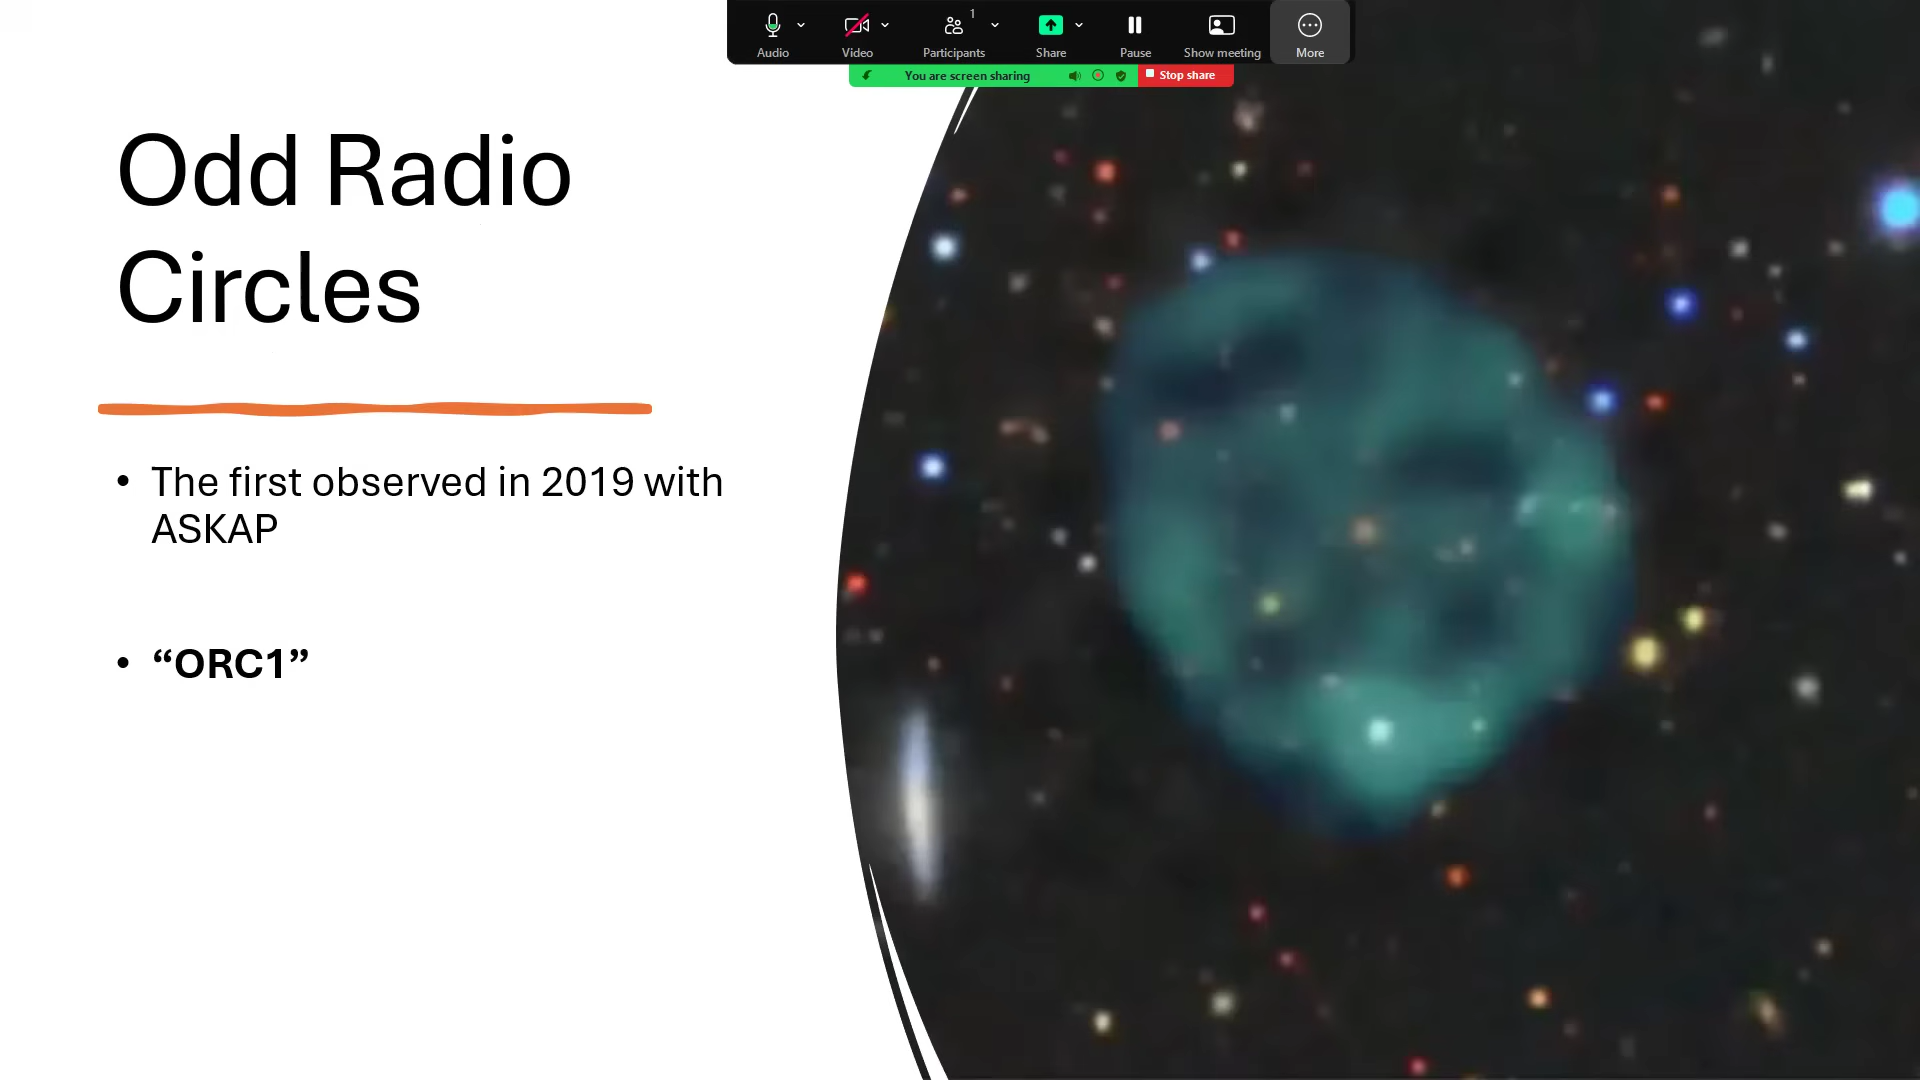 1
Audio
Video
Participants
Share
Pause
Show meeting
More
You are screen sharing
Stop share
Odd Radio
Circles
• The first observed in 2019 with
ASKAP
• “ORC1”